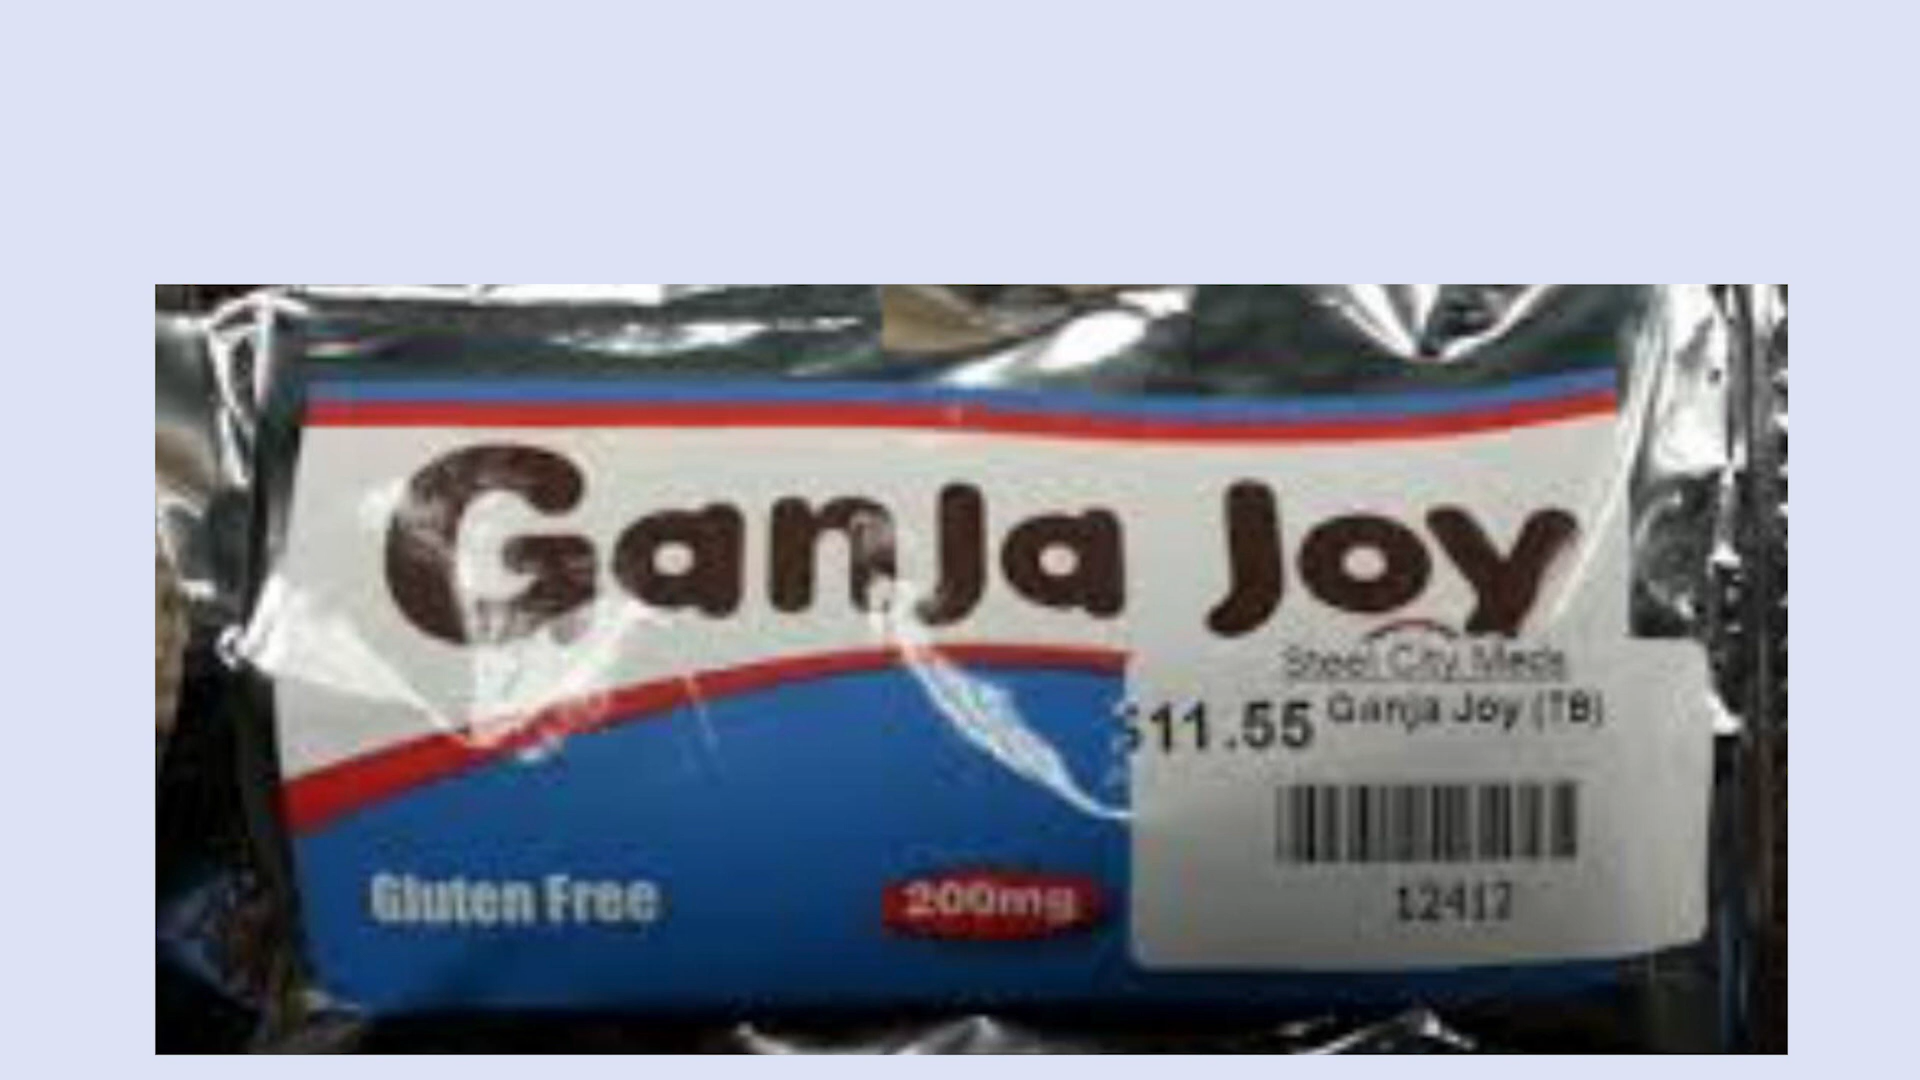 GanJa Joy
Steel City Meds
$11.55 Ganja Joy (TB)
12417
Gluten Free
200mg